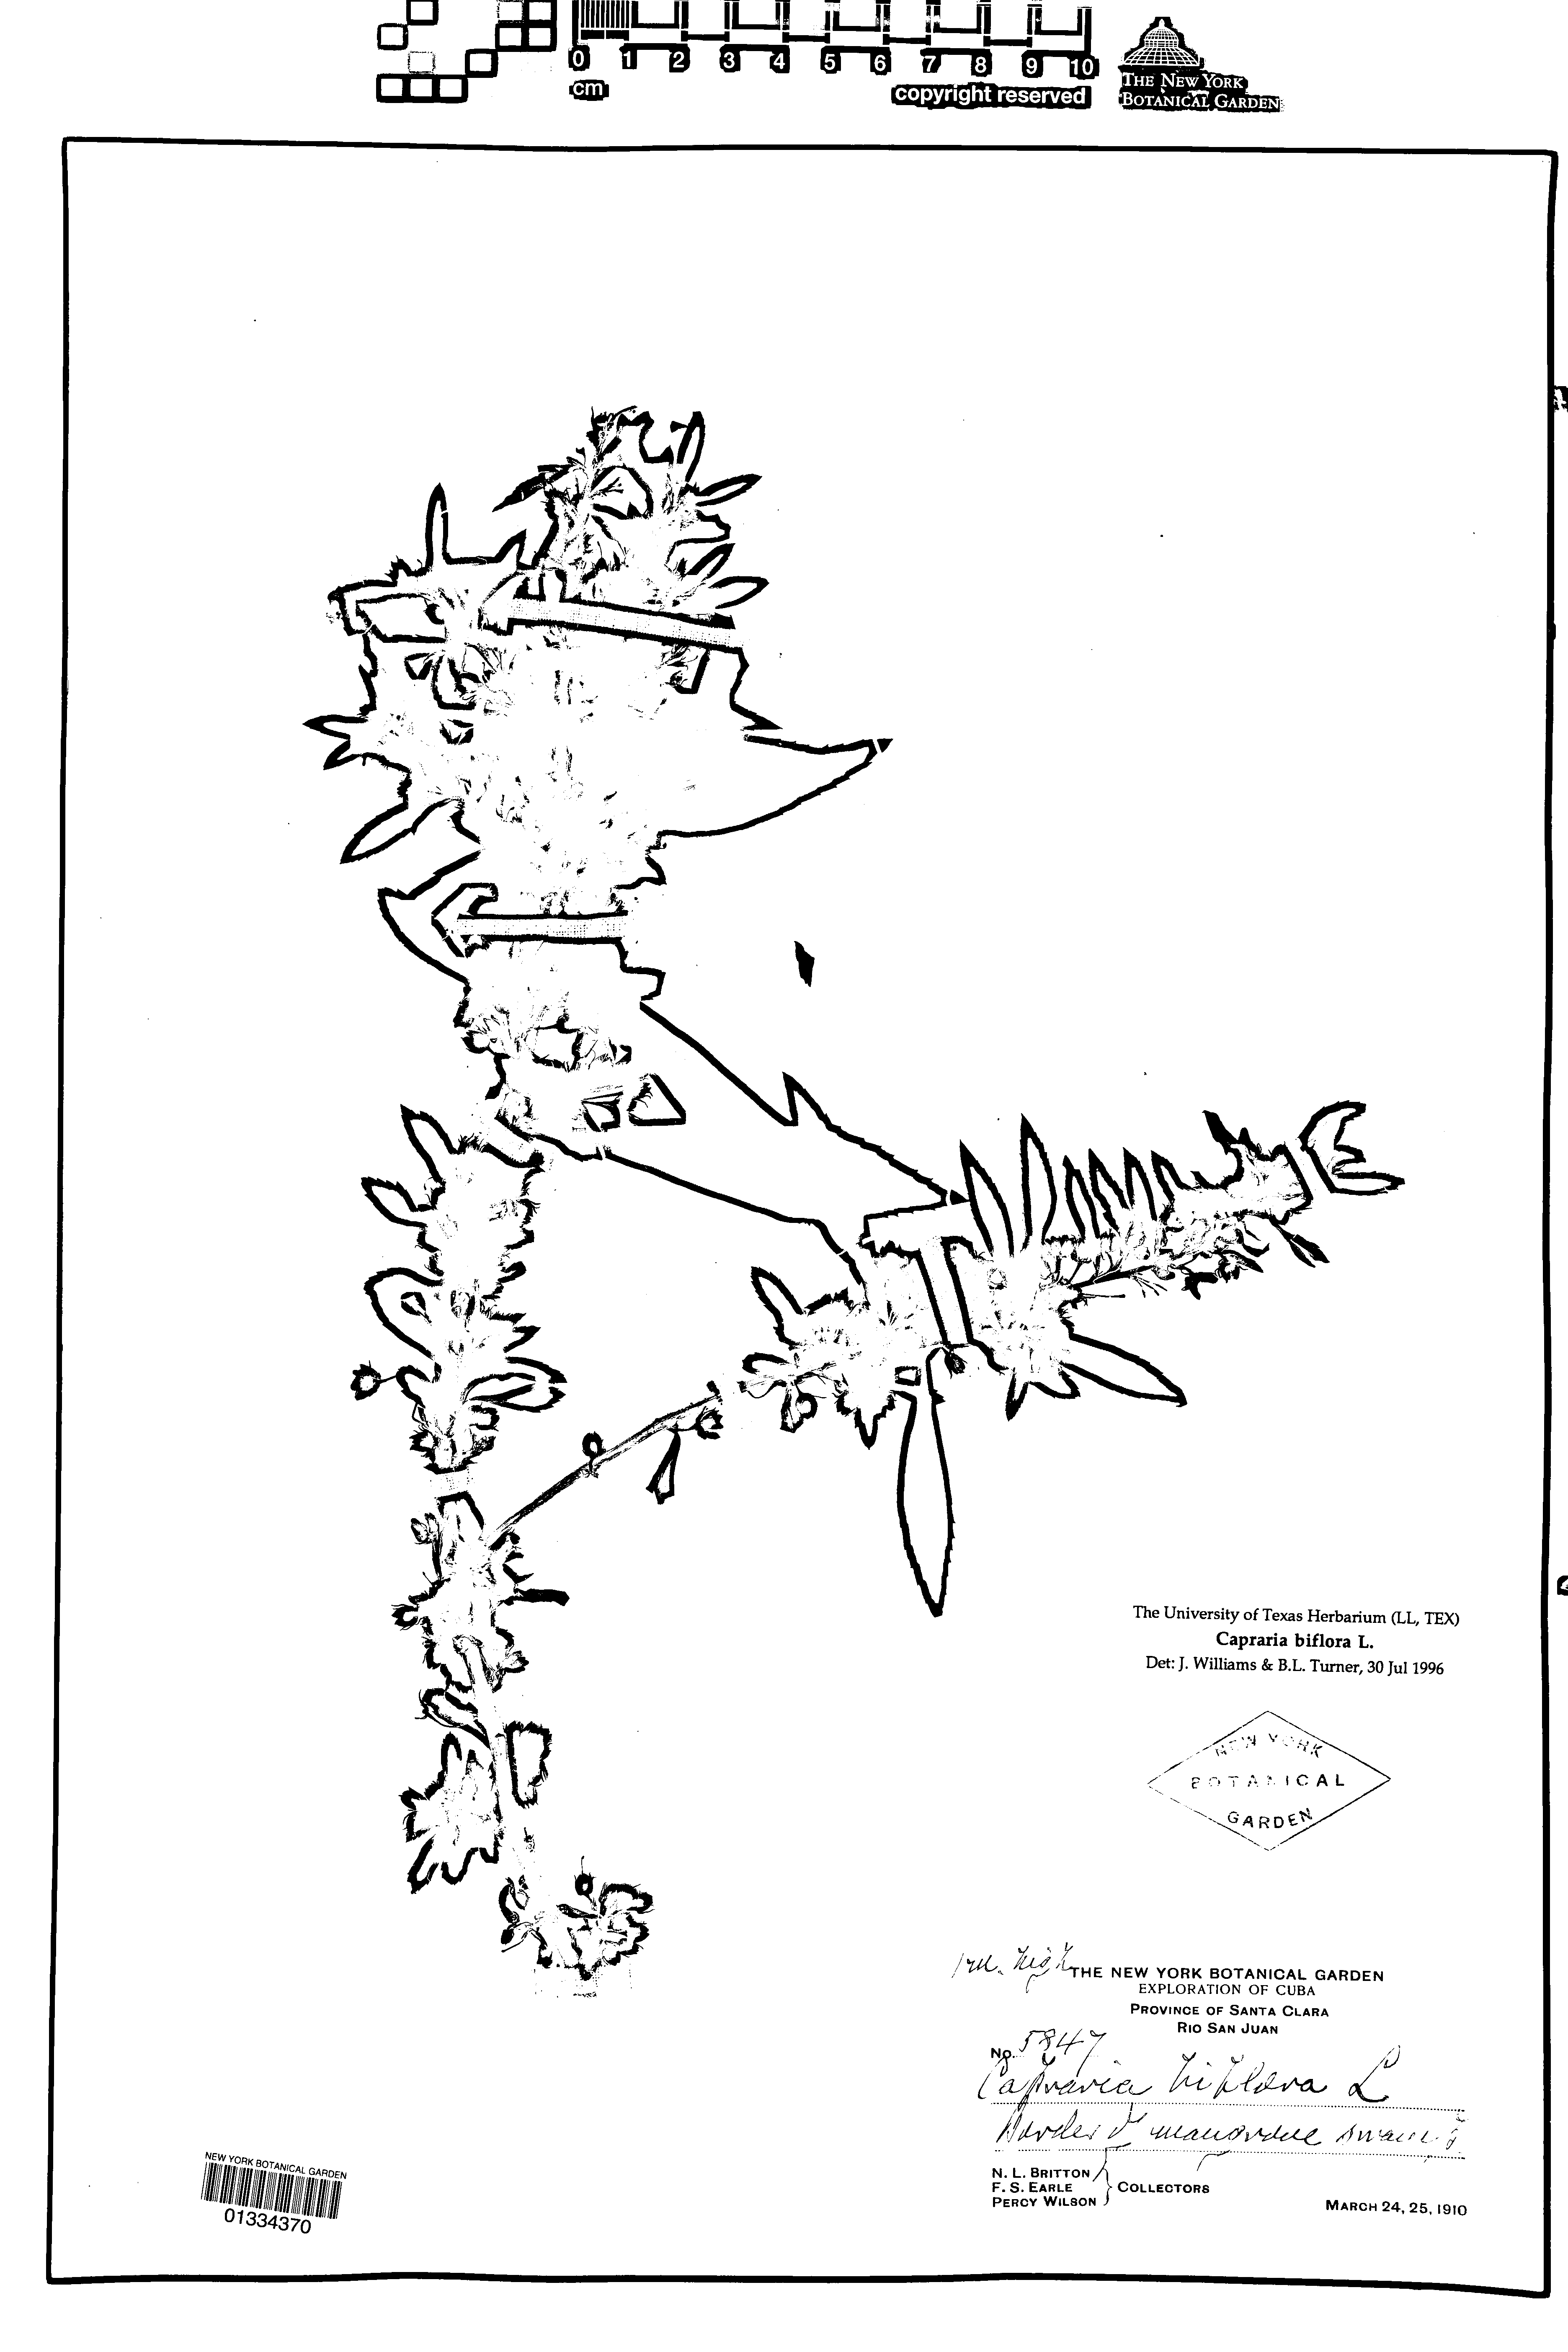 0 1 2 3 4 5 6 7 8 9 10
cm
copyright reserved
THE NEW YORK
BOTANICAL GARDEN
The University of Texas Herbarium (LL, TEX)
Capraria biflora L.
Det: J. Williams & B.L. Turner, 30 Jul 1996
NEW YORK
BOTANICAL
GARDEN
1 m. high
THE NEW YORK BOTANICAL GARDEN
EXPLORATION OF CUBA
PROVINCE OF SANTA CLARA
RIO SAN JUAN
No. 5847
Capraria biflora L
Border of mangrove swamp
N. L. BRITTON
F. S. EARLE
PERCY WILSON
COLLECTORS
MARCH 24, 25, 1910
NEW YORK BOTANICAL GARDEN
01334370